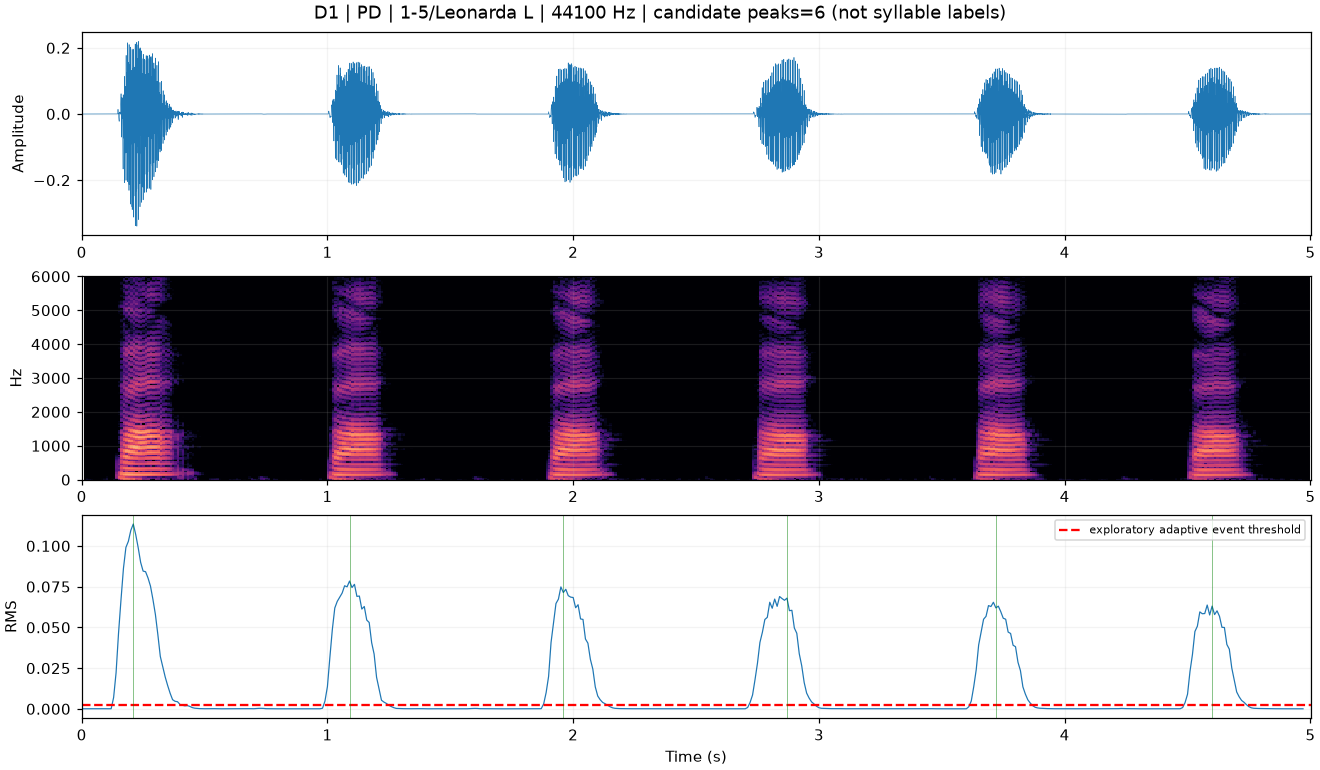 D1 | PD | 1-5/Leonarda L | 44100 Hz | candidate peaks=6 (not syllable labels)
0.2
0.0
−0.2
Amplitude
0 1 2 3 4 5
6000
5000
4000
3000
2000
1000
0
Hz
0 1 2 3 4 5
exploratory adaptive event threshold
0.100
0.075
0.050
0.025
0.000
RMS
0 1 2 3 4 5
Time (s)